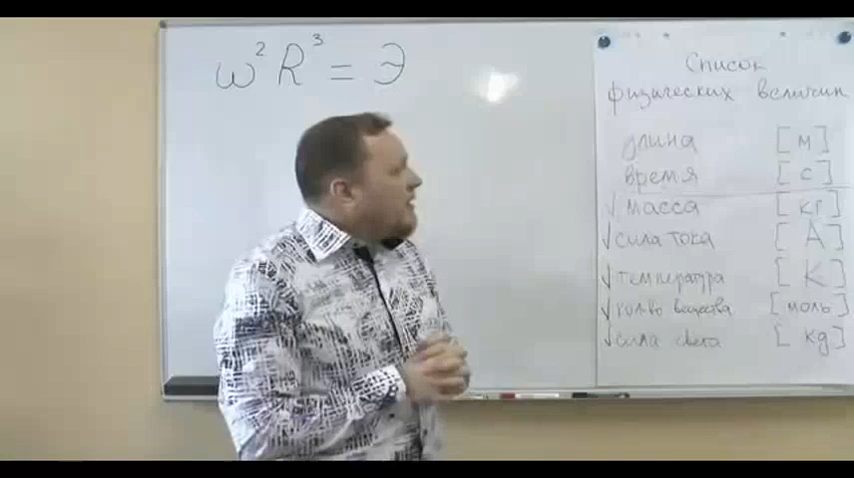 ω²R³ = Э
Список
физических величин
длина [м]
время [с]
√ масса [кг]
√ сила тока [А]
√ температура [К]
√ кол-во вещества [моль]
√ сила света [кд]